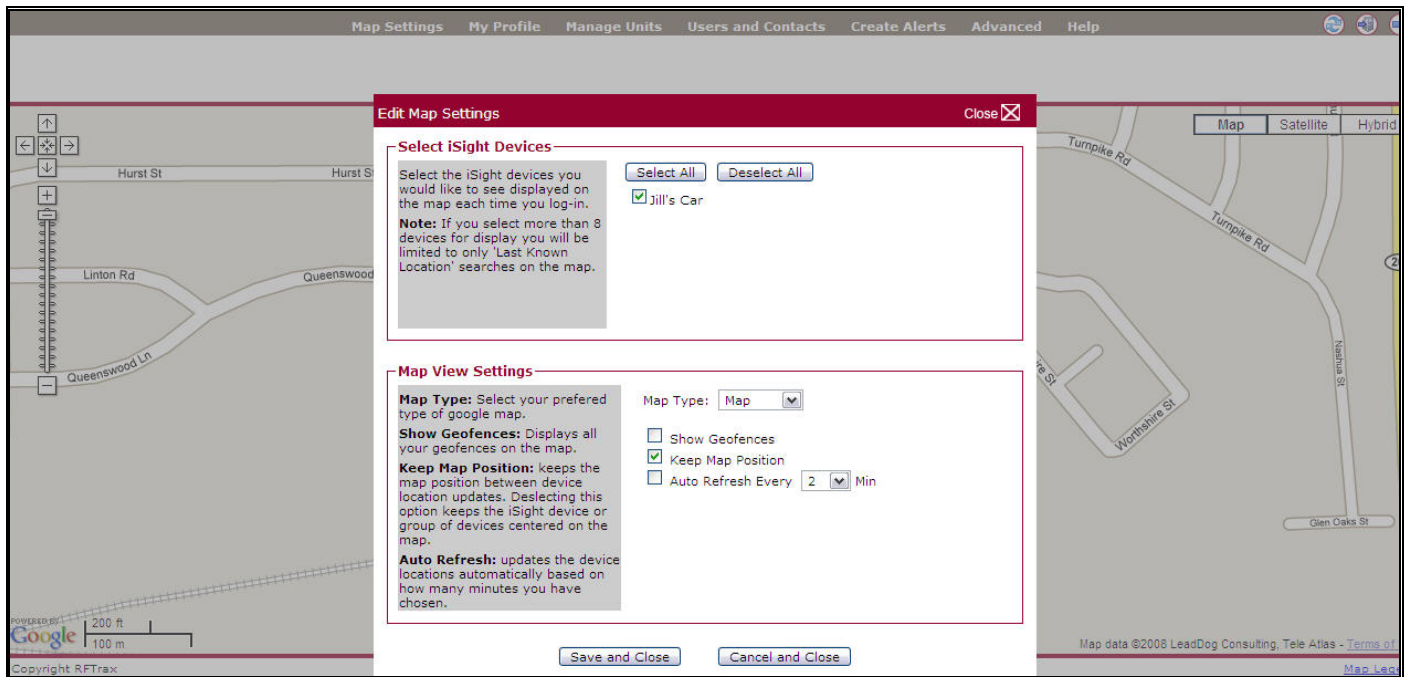 Map Settings My Profile Manage Units Users and Contacts Create Alerts Advanced Help
Edit Map Settings
Close
Select iSight Devices
Select the iSight devices you
would like to see displayed on
the map each time you log-in.
Note: If you select more than 8
devices for display you will be
limited to only 'Last Known
Location' searches on the map.
Select All Deselect All
Jill's Car
Map View Settings
Map Type: Select your prefered
type of google map.
Show Geofences: Displays all
your geofences on the map.
Keep Map Position: keeps the
map position between device
location updates. Deslecting this
option keeps the iSight device or
group of devices centered on the
map.
Auto Refresh: updates the device
locations automatically based on
how many minutes you have
chosen.
Map Type: Map
Show Geofences
Keep Map Position
Auto Refresh Every 2 Min
Save and Close Cancel and Close
Map Satellite Hybrid
Hurst St
Hurst S
Linton Rd
Queenswood
Queenswood Ln
Turnpike Rd
Turnpike Rd
Nashua St
Worthshire St
re St
Glen Oaks St
2
POWERED BY
Google
200 ft
100 m
Map data ©2008 LeadDog Consulting, Tele Atlas - Terms of
Copyright RFTrax
Map Lege